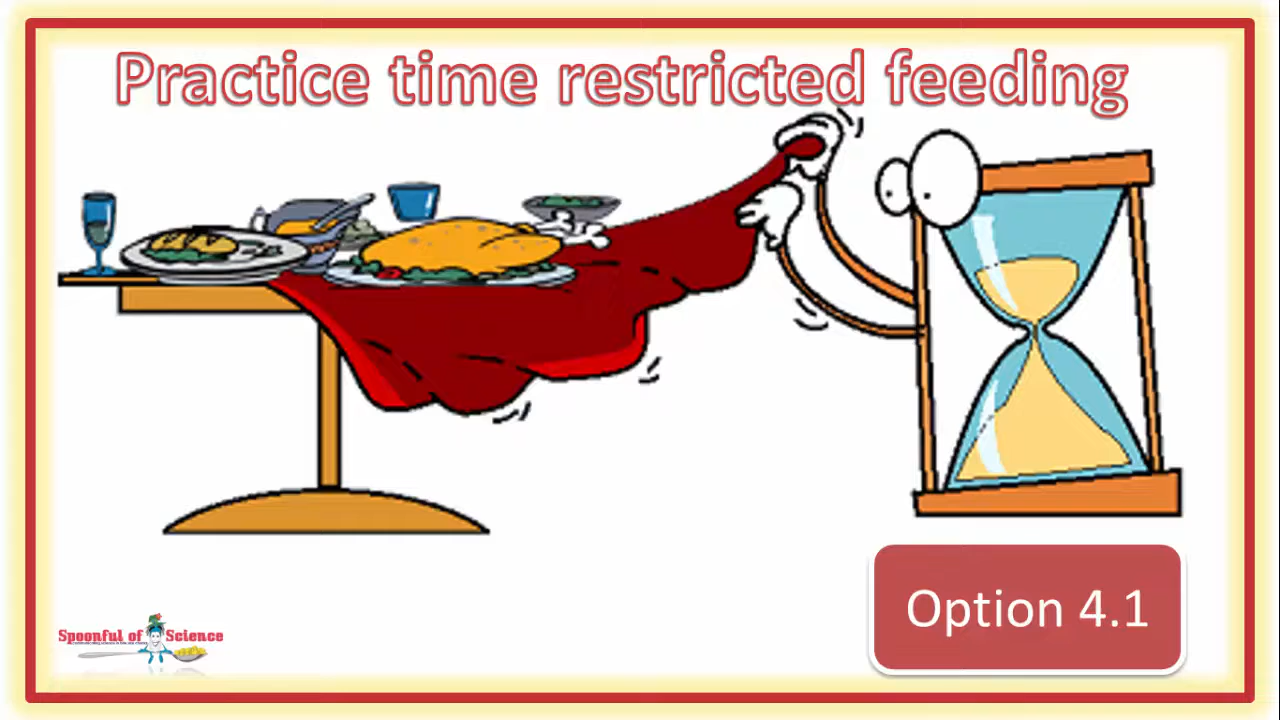 Practice time restricted feeding
Option 4.1
Spoonful of Science